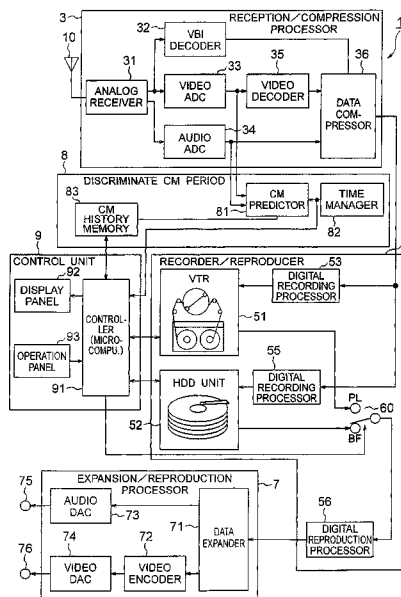 3
RECEPTION/COMPRESSION
PROCESSOR
1
10
32
VBI
DECODER
31
33
35
36
ANALOG
RECEIVER
VIDEO
ADC
VIDEO
DECODER
DATA
COM-
PRESSOR
34
AUDIO
ADC
8
DISCRIMINATE CM PERIOD
83
CM
HISTORY
MEMORY
CM
PREDICTOR
81
TIME
MANAGER
82
9
CONTROL UNIT
92
DISPLAY
PANEL
93
OPERATION
PANEL
CONTROL-
LER
(MICRO-
COMPU.)
91
RECORDER/REPRODUCER
VTR
51
53
DIGITAL
RECORDING
PROCESSOR
HDD UNIT
52
55
DIGITAL
RECORDING
PROCESSOR
PL
60
BF
56
DIGITAL
REPRODUCTION
PROCESSOR
EXPANSION/REPRODUCTION
PROCESSOR
7
75
AUDIO
DAC
73
71
DATA
EXPANDER
76
74
VIDEO
DAC
72
VIDEO
ENCODER